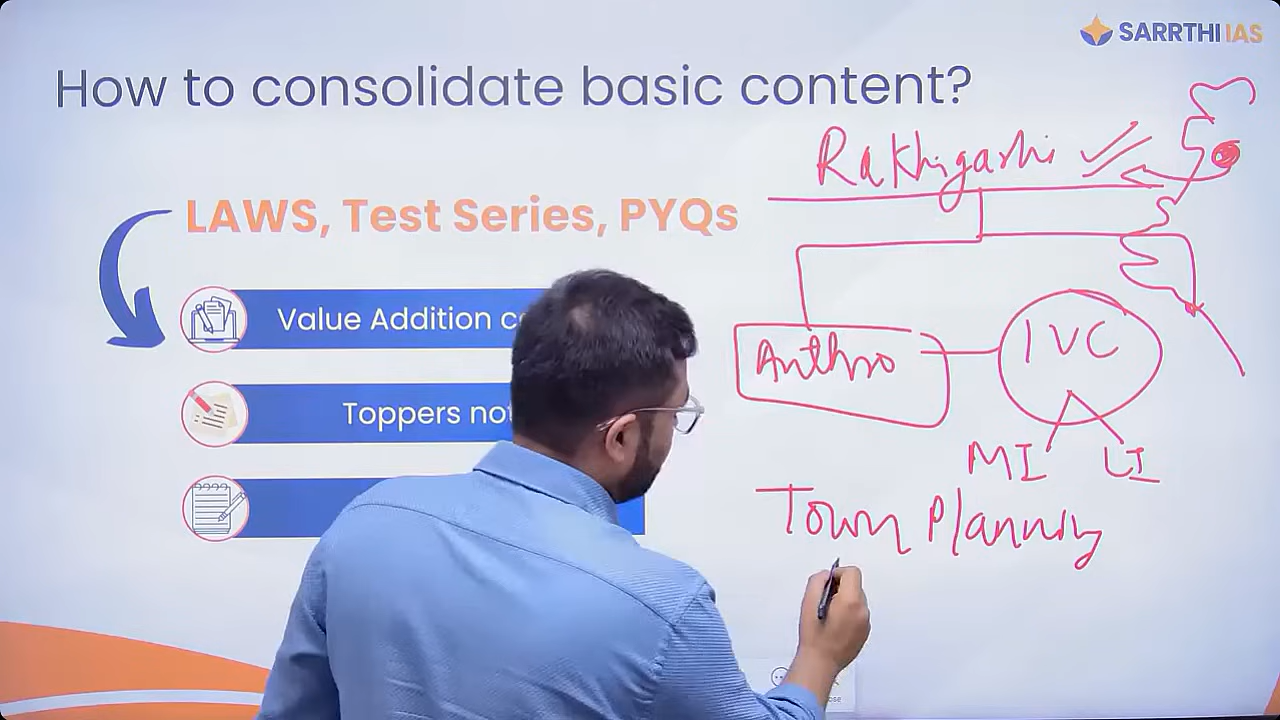 SARRTHI IAS
How to consolidate basic content?
Rakhigarhi
LAWS, Test Series, PYQs
Value Addition
Anthro
IVC
Toppers
MI
LI
Town Planning